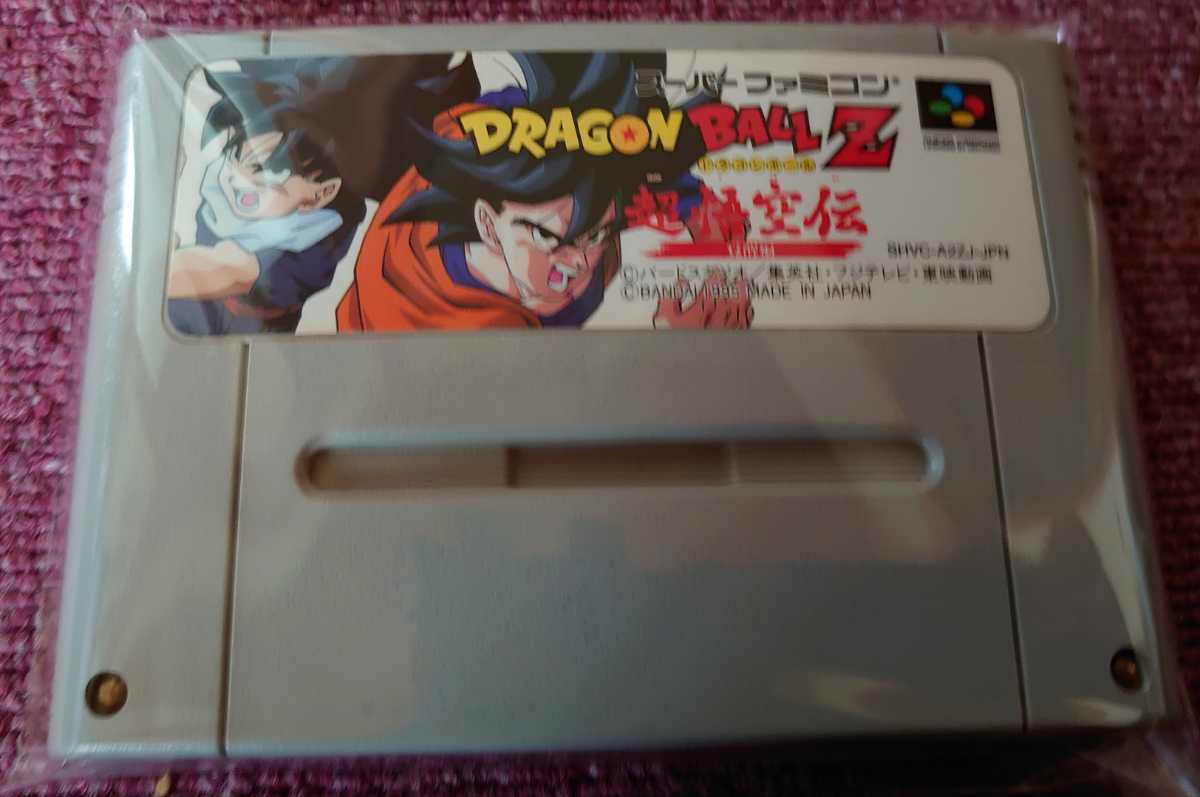 スーパーファミコン
DRAGON BALL Z
超悟空伝
SHVC-A9ZJ-JPN
©バードスタジオ/集英社・フジテレビ・東映動画
©BANDAI 1995 MADE IN JAPAN